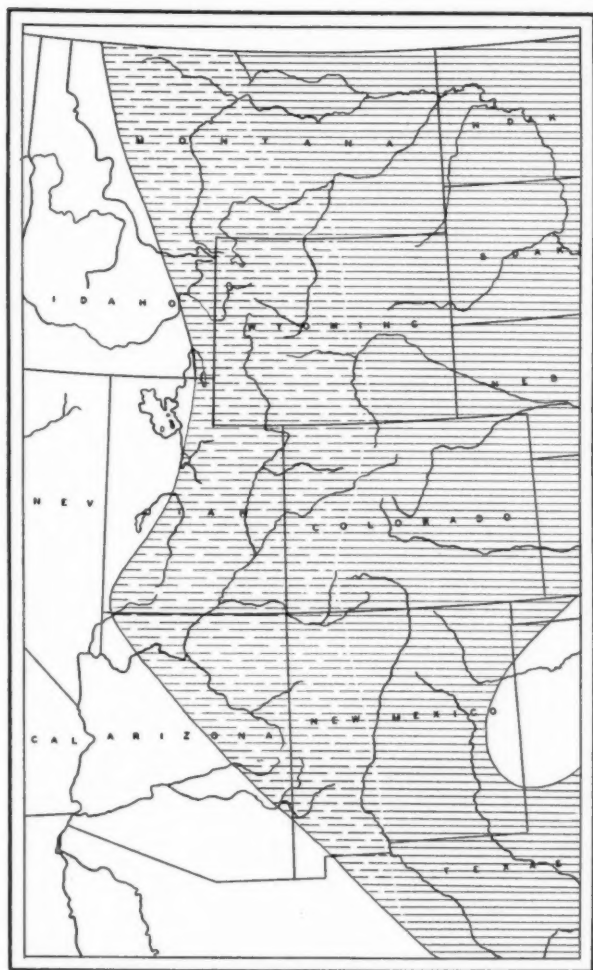 MONTANA
N DAK
S DAK
IDAHO
WYOMING
NEB
NEV
UTAH
COLORADO
NEW MEXICO
CAL
ARIZONA
TEXAS